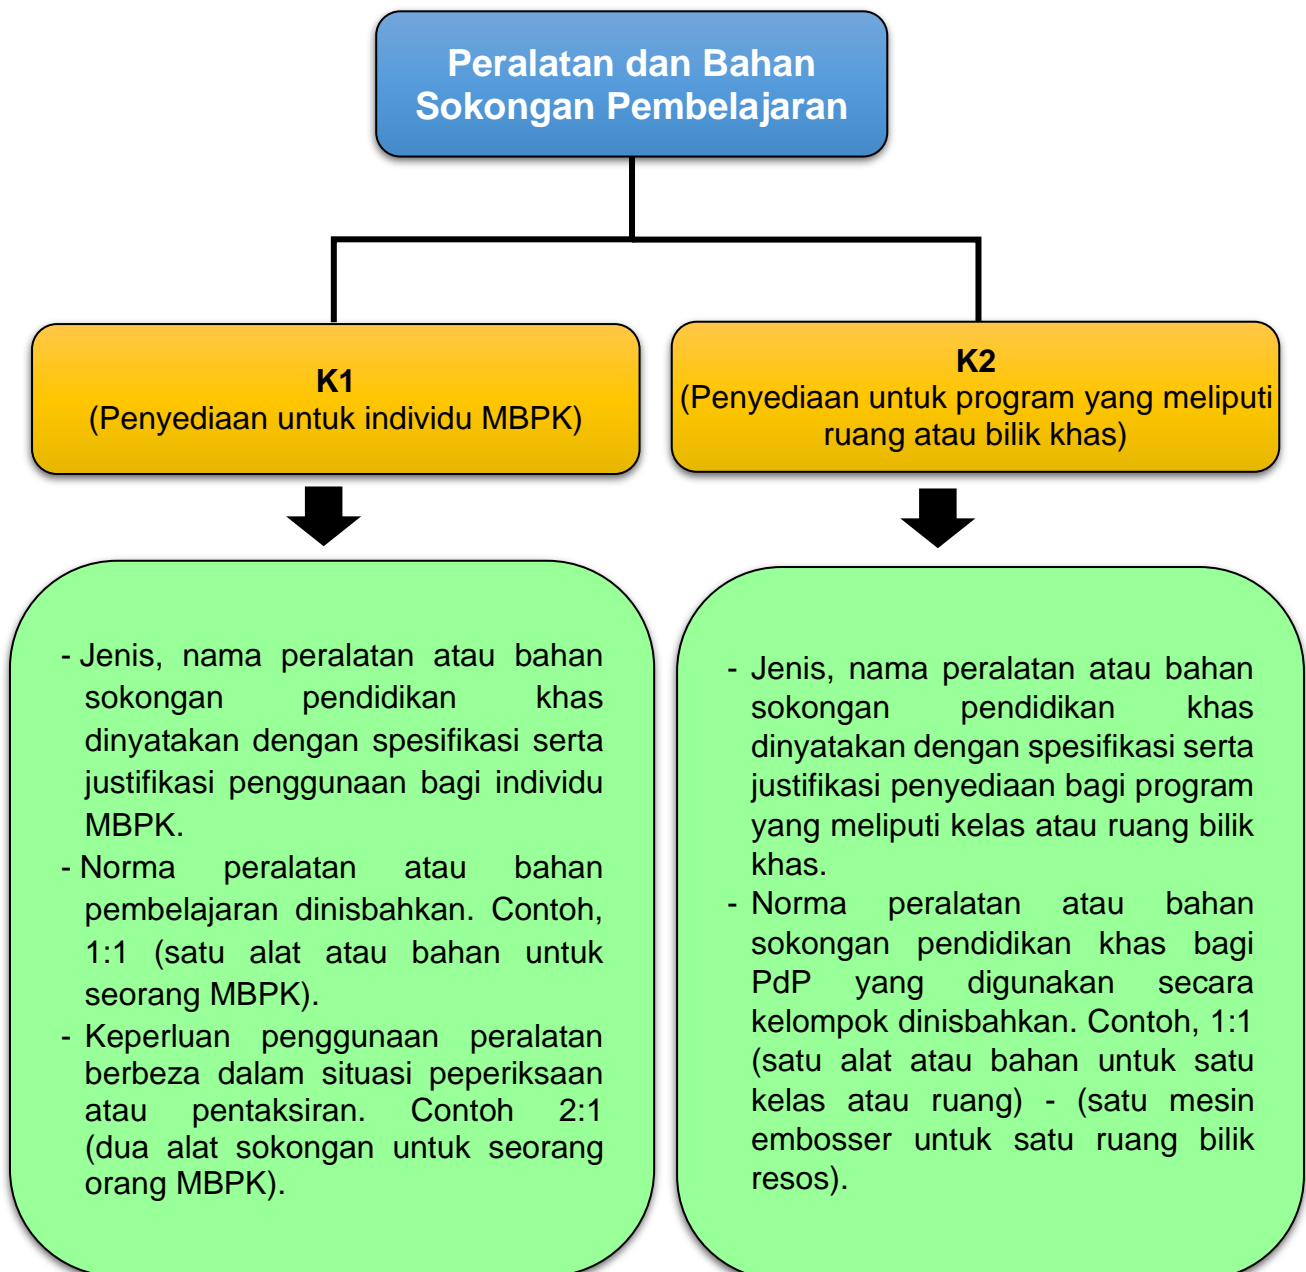 Peralatan dan Bahan
Sokongan Pembelajaran
K1
(Penyediaan untuk individu MBPK)
K2
(Penyediaan untuk program yang meliputi
ruang atau bilik khas)
- Jenis, nama peralatan atau bahan
sokongan pendidikan khas
dinyatakan dengan spesifikasi serta
justifikasi penggunaan bagi individu
MBPK.
- Norma peralatan atau bahan
pembelajaran dinisbahkan. Contoh,
1:1 (satu alat atau bahan untuk
seorang MBPK).
- Keperluan penggunaan peralatan
berbeza dalam situasi peperiksaan
atau pentaksiran. Contoh 2:1
(dua alat sokongan untuk seorang
orang MBPK).
- Jenis, nama peralatan atau bahan
sokongan pendidikan khas
dinyatakan dengan spesifikasi serta
justifikasi penyediaan bagi program
yang meliputi kelas atau ruang bilik
khas.
- Norma peralatan atau bahan
sokongan pendidikan khas bagi
PdP yang digunakan secara
kelompok dinisbahkan. Contoh, 1:1
(satu alat atau bahan untuk satu
kelas atau ruang) - (satu mesin
embosser untuk satu ruang bilik
resos).